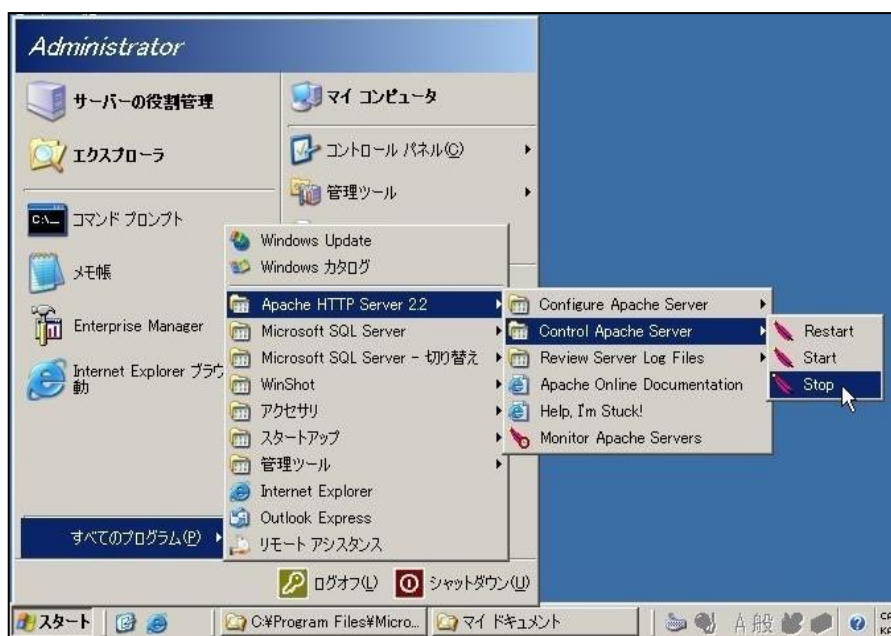 Administrator
サーバーの役割管理
エクスプローラ
コマンド プロンプト
メモ帳
Enterprise Manager
Internet Explorer ブラウ
動
すべてのプログラム(P)
マイ コンピュータ
コントロール パネル(C)
管理ツール
Windows Update
Windows カタログ
Apache HTTP Server 2.2
Microsoft SQL Server
Microsoft SQL Server - 切り替え
WinShot
アクセサリ
スタートアップ
管理ツール
Internet Explorer
Outlook Express
リモート アシスタンス
Configure Apache Server
Control Apache Server
Review Server Log Files
Apache Online Documentation
Help, I'm Stuck!
Monitor Apache Servers
Restart
Start
Stop
ログオフ(L)
シャットダウン(U)
スタート
C:¥Program Files¥Micro...
マイ ドキュメント
A 般